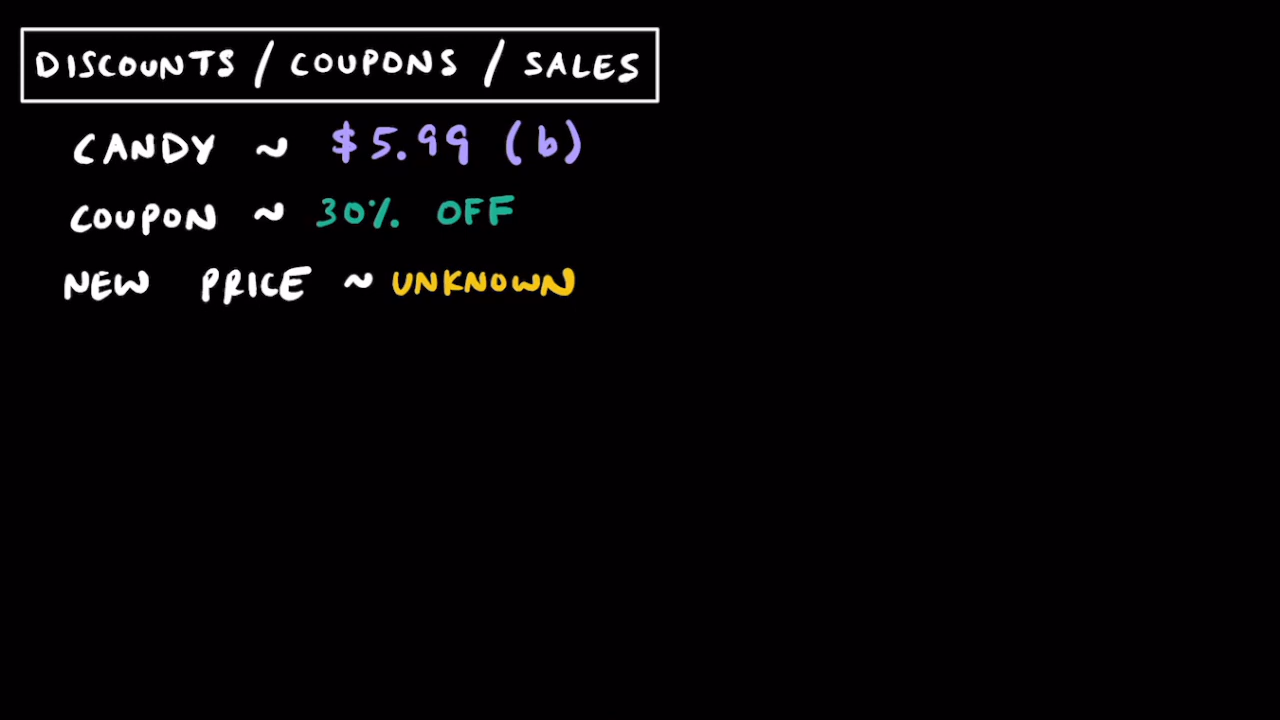 DISCOUNTS / COUPONS / SALES
CANDY ~ $5.99 (b)
COUPON ~ 30% OFF
NEW PRICE ~ UNKNOWN